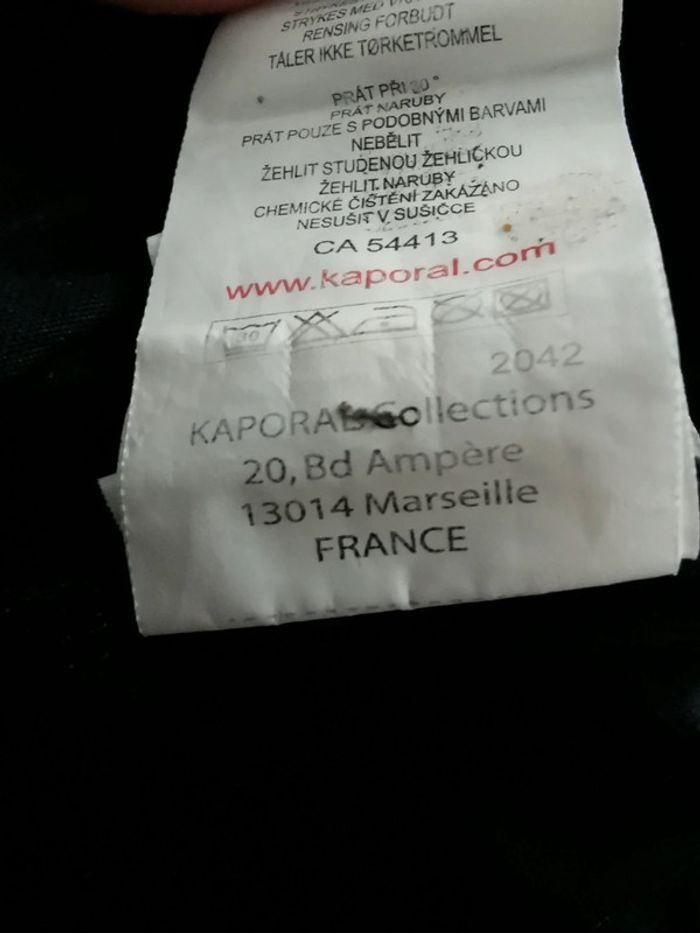 STRYKES MED
RENSING FORBUDT
TÅLER IKKE TØRKETROMMEL
PRÁT PŘI 30°
PRÁT NARUBY
PRÁT POUZE S PODOBNÝMI BARVAMI
NEBĚLIT
ŽEHLIT STUDENOU ŽEHLIČKOU
ŽEHLIT NARUBY
CHEMICKÉ ČIŠTĚNÍ ZAKÁZÁNO
NESUŠIT V SUŠIČCE
CA 54413
www.kaporal.com
30
2042
KAPORAL Collections
20, Bd Ampère
13014 Marseille
FRANCE